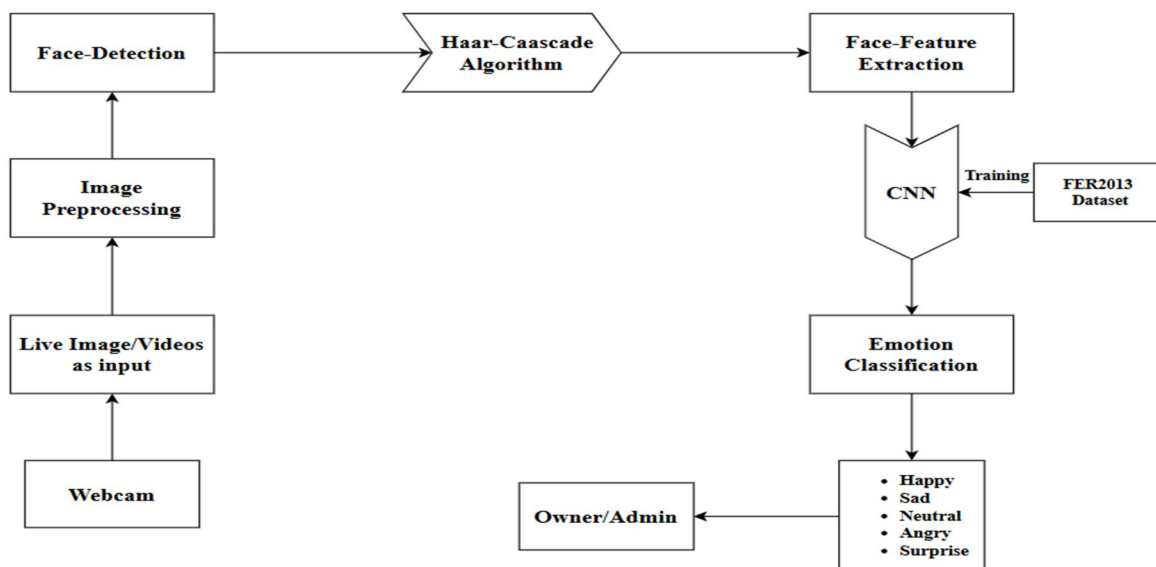 Face-Detection
Haar-Caascade
Algorithm
Face-Feature
Extraction
Image
Preprocessing
CNN
Training
FER2013
Dataset
Live Image/Videos
as input
Emotion
Classification
Webcam
Owner/Admin
• Happy
• Sad
• Neutral
• Angry
• Surprise